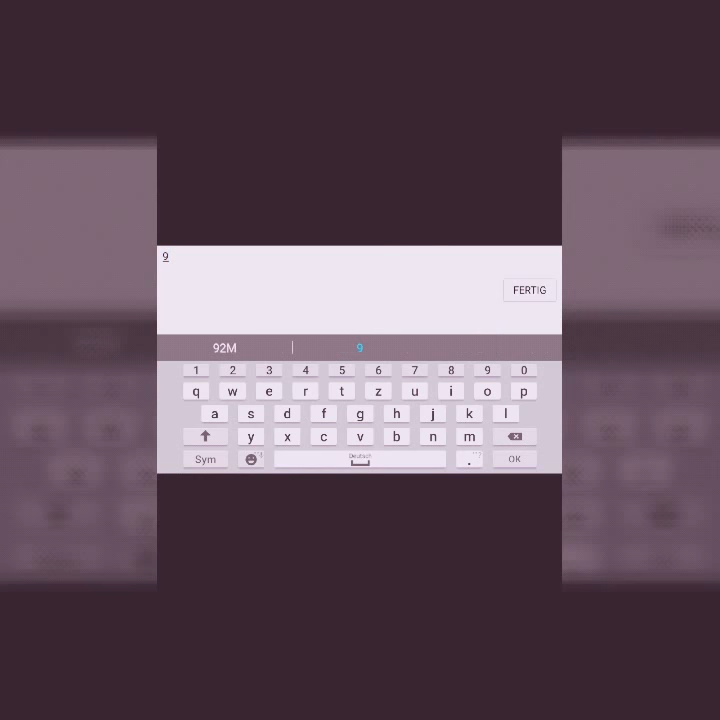 9
FERTIG
92M 9
1 2 3 4 5 6 7 8 9 0
q w e r t z u i o p
a s d f g h j k l
y x c v b n m
Sym Deutsch . OK